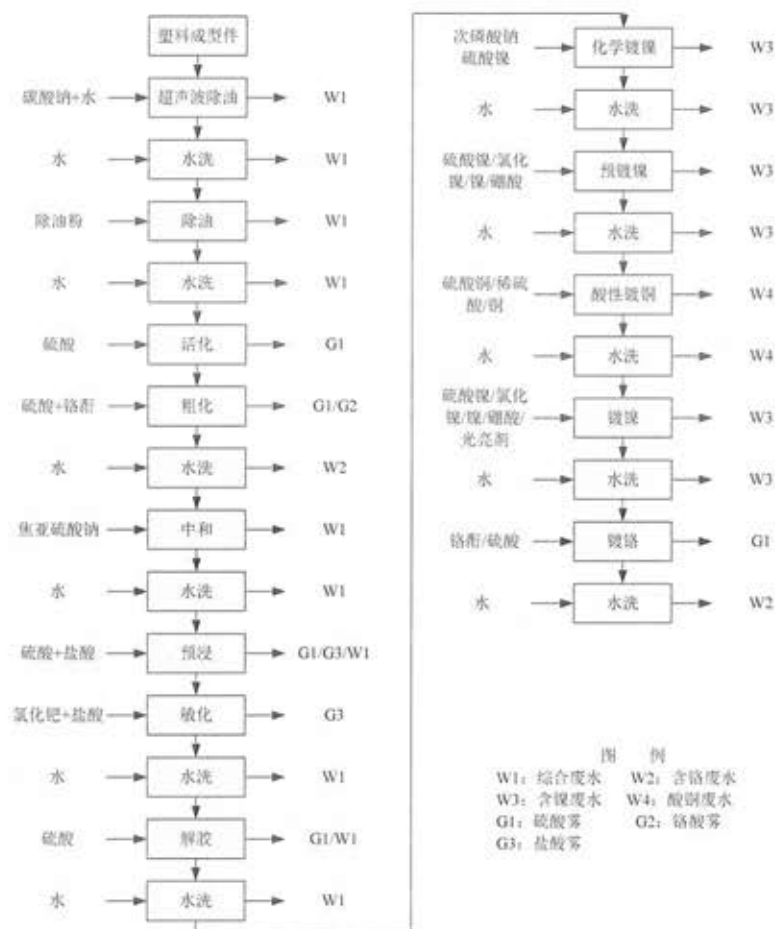 塑料成型件
碳酸钠+水 超声波除油 W1
水 水洗 W1
除油粉 除油 W1
水 水洗 W1
硫酸 活化 G1
硫酸+铬酐 粗化 G1/G2
水 水洗 W2
焦亚硫酸钠 中和 W1
水 水洗 W1
硫酸+盐酸 预浸 G1/G3/W1
氯化钯+盐酸 敏化 G3
水 水洗 W1
硫酸 解胶 G1/W1
水 水洗 W1
次磷酸钠
硫酸镍 化学镀镍 W3
水 水洗 W3
硫酸镍/氯化
镍/镍/硼酸 预镀镍 W3
水 水洗 W3
硫酸铜/稀硫
酸/铜 酸性镀铜 W4
水 水洗 W4
硫酸镍/氯化
镍/镍/硼酸/
光亮剂 镀镍 W3
水 水洗 W3
铬酐/硫酸 镀铬 G1
水 水洗 W2
图 例
W1：综合废水 W2：含铬废水
W3：含镍废水 W4：酸铜废水
G1：硫酸雾 G2：铬酸雾
G3：盐酸雾